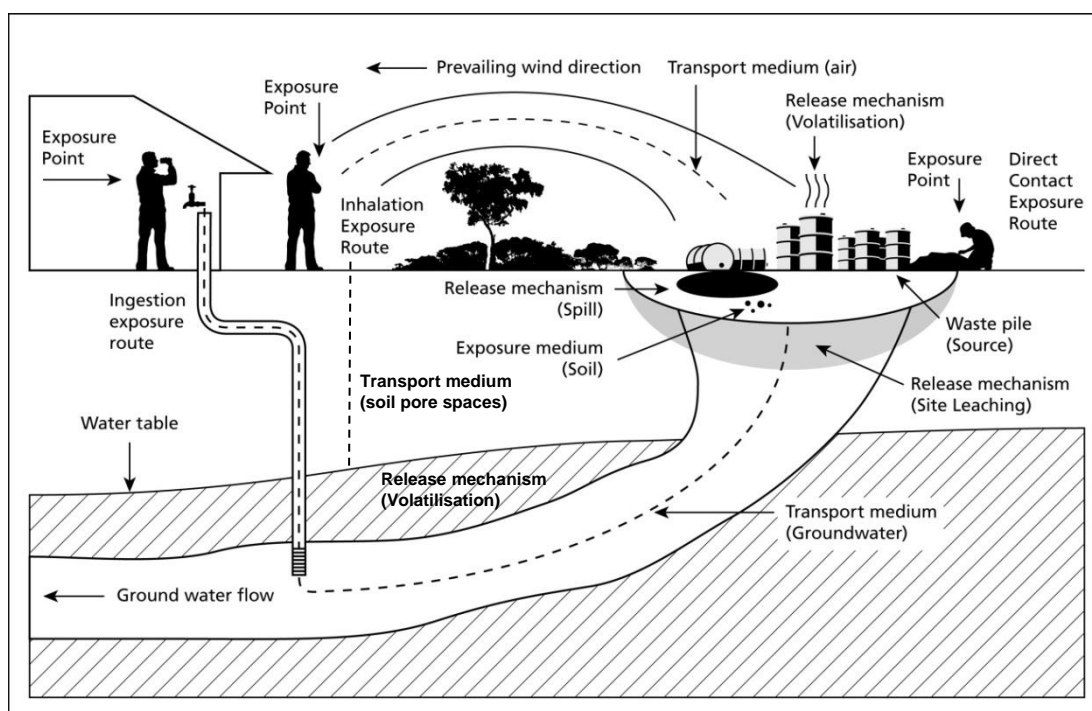 Prevailing wind direction
Transport medium (air)
Exposure
Point
Release mechanism
(Volatilisation)
Exposure
Point
Exposure
Point
Direct
Contact
Exposure
Route
Inhalation
Exposure
Route
Release mechanism
(Spill)
Ingestion
exposure
route
Waste pile
(Source)
Exposure medium
(Soil)
Transport medium
(soil pore spaces)
Release mechanism
(Site Leaching)
Water table
Release mechanism
(Volatilisation)
Transport medium
(Groundwater)
Ground water flow